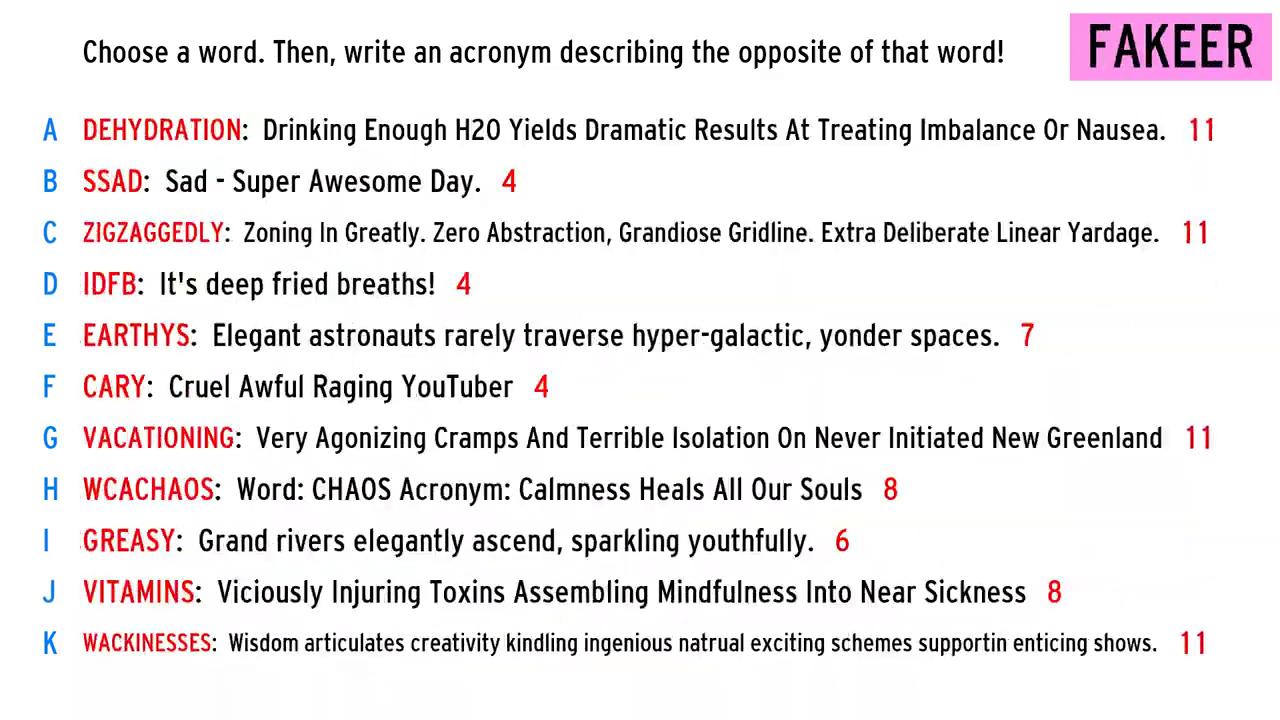 Choose a word. Then, write an acronym describing the opposite of that word!
FAKEER
A DEHYDRATION: Drinking Enough H2O Yields Dramatic Results At Treating Imbalance Or Nausea. 11
B SSAD: Sad - Super Awesome Day. 4
C ZIGZAGGEDLY: Zoning In Greatly. Zero Abstraction, Grandiose Gridline. Extra Deliberate Linear Yardage. 11
D IDFB: It's deep fried breaths! 4
E EARTHYS: Elegant astronauts rarely traverse hyper-galactic, yonder spaces. 7
F CARY: Cruel Awful Raging YouTuber 4
G VACATIONING: Very Agonizing Cramps And Terrible Isolation On Never Initiated New Greenland 11
H WCACHAOS: Word: CHAOS Acronym: Calmness Heals All Our Souls 8
I GREASY: Grand rivers elegantly ascend, sparkling youthfully. 6
J VITAMINS: Viciously Injuring Toxins Assembling Mindfulness Into Near Sickness 8
K WACKINESSES: Wisdom articulates creativity kindling ingenious natrual exciting schemes supportin enticing shows. 11